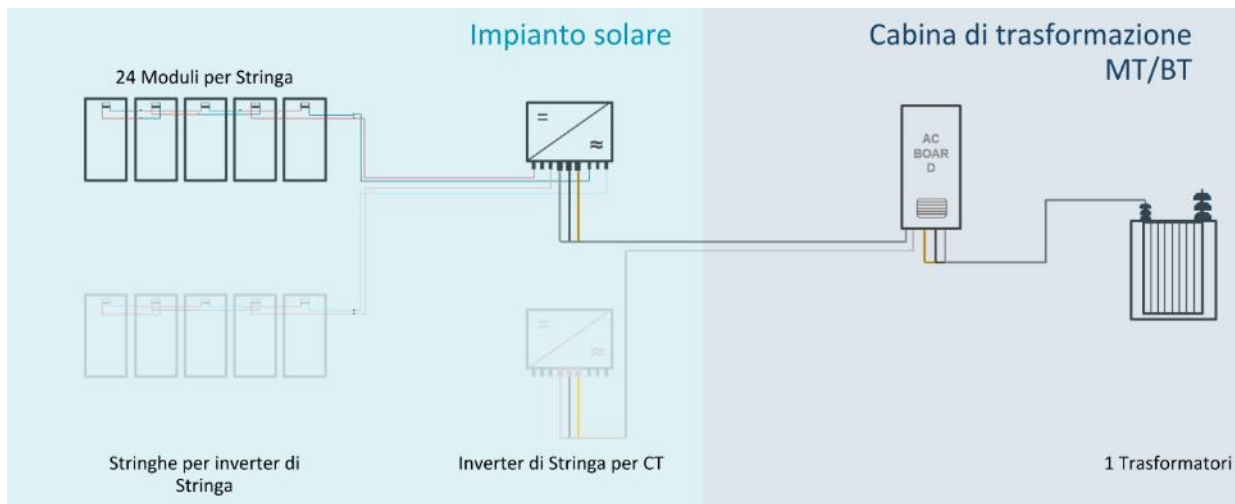 Impianto solare
Cabina di trasformazione
MT/BT
24 Moduli per Stringa
AC
BOAR
D
Stringhe per inverter di
Stringa
Inverter di Stringa per CT
1 Trasformatori